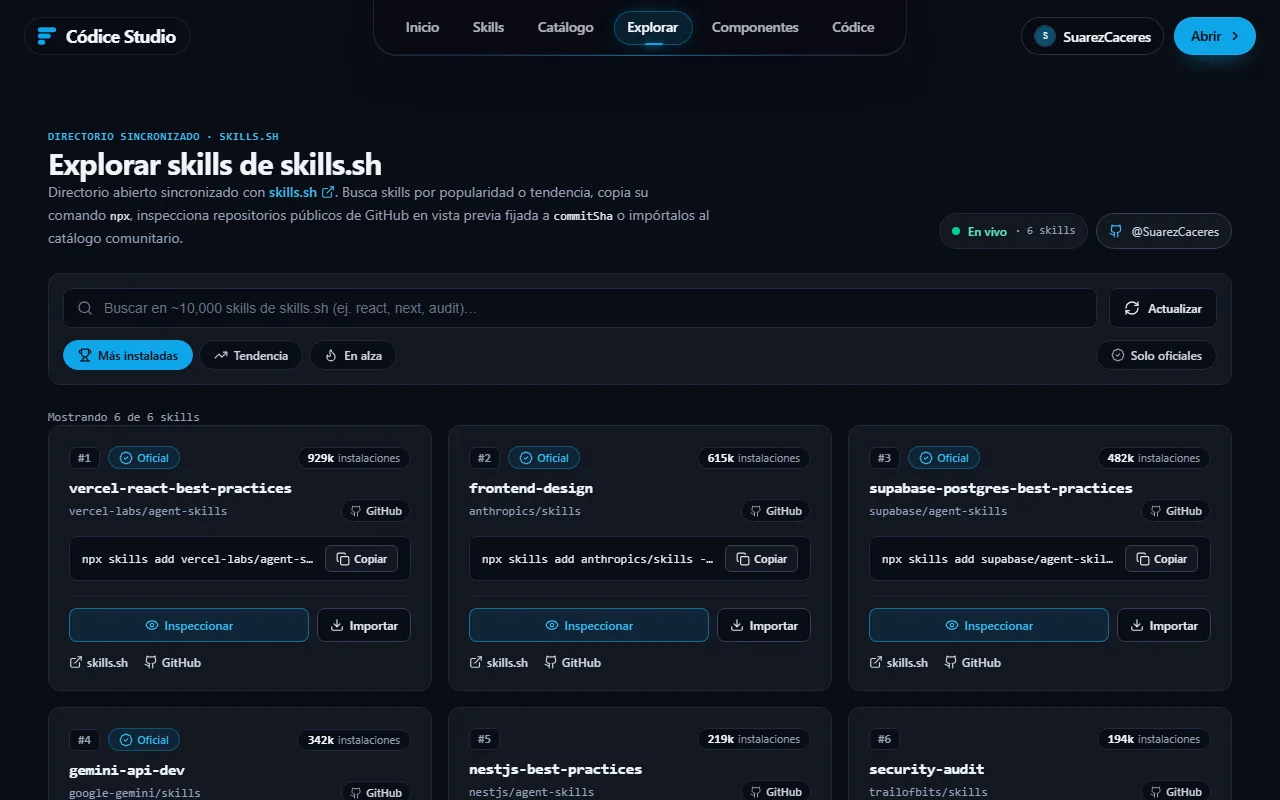 Códice Studio
Inicio Skills Catálogo Explorar Componentes Códice
S SuarezCaceres Abrir
DIRECTORIO SINCRONIZADO · SKILLS.SH
Explorar skills de skills.sh
Directorio abierto sincronizado con skills.sh. Busca skills por popularidad o tendencia, copia su
comando npx, inspecciona repositorios públicos de GitHub en vista previa fijada a commitSha o impórtalos al
catálogo comunitario.
En vivo · 6 skills @SuarezCaceres
Buscar en ~10,000 skills de skills.sh (ej. react, next, audit)… Actualizar
Más instaladas Tendencia En alza Solo oficiales
Mostrando 6 de 6 skills
#1 Oficial 929k instalaciones
vercel-react-best-practices
vercel-labs/agent-skills GitHub
npx skills add vercel-labs/agent-s… Copiar
Inspeccionar Importar
skills.sh GitHub
#2 Oficial 615k instalaciones
frontend-design
anthropics/skills GitHub
npx skills add anthropics/skills -… Copiar
Inspeccionar Importar
skills.sh GitHub
#3 Oficial 482k instalaciones
supabase-postgres-best-practices
supabase/agent-skills GitHub
npx skills add supabase/agent-skil… Copiar
Inspeccionar Importar
skills.sh GitHub
#4 Oficial 342k instalaciones
gemini-api-dev
google-gemini/skills GitHub
#5 219k instalaciones
nestjs-best-practices
nestjs/agent-skills GitHub
#6 194k instalaciones
security-audit
trailofbits/skills GitHub